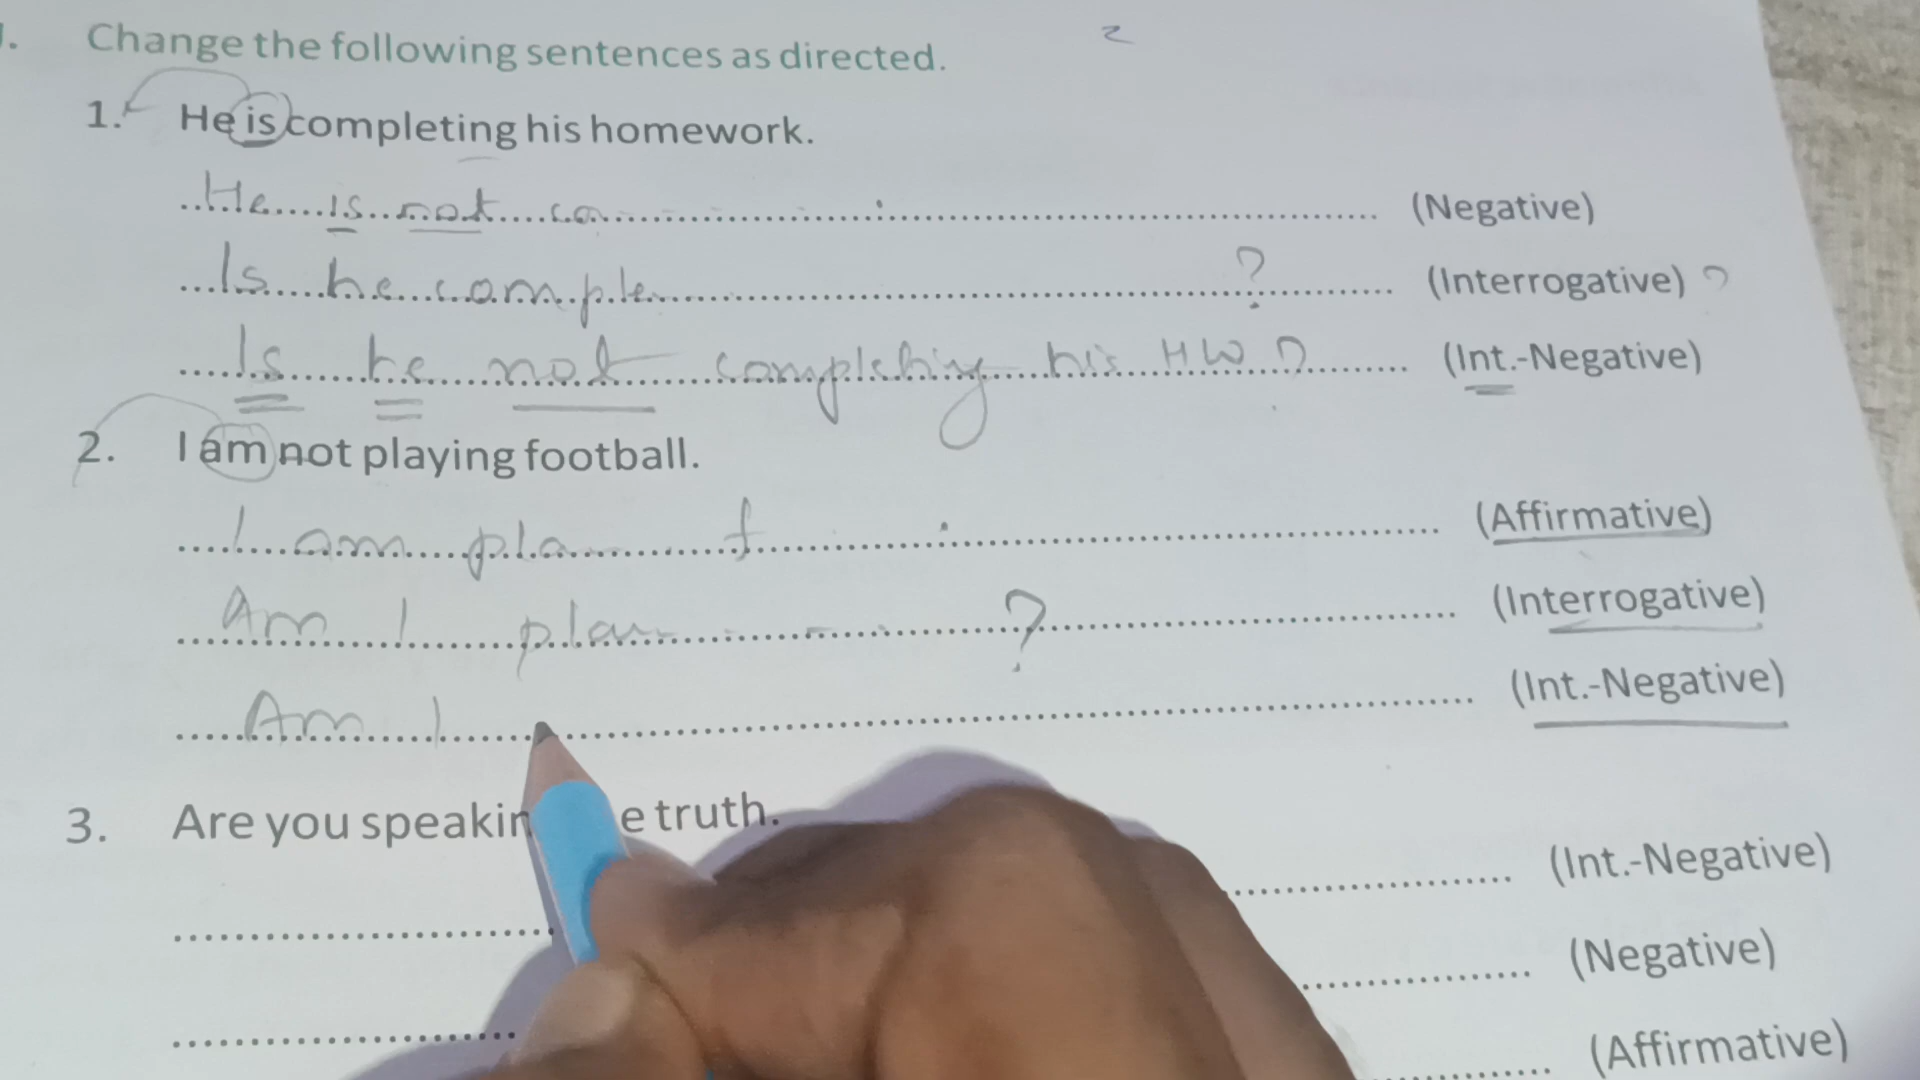 Change the following sentences as directed.
1. He is completing his homework.
He is not co (Negative)
Is he comple ? (Interrogative) ?
Is he not completing his HW ? (Int.-Negative)
2. I am not playing football.
I am pla f . (Affirmative)
Am I pla ? (Interrogative)
Am I (Int.-Negative)
3. Are you speakin e truth.
(Int.-Negative)
(Negative)
(Affirmative)